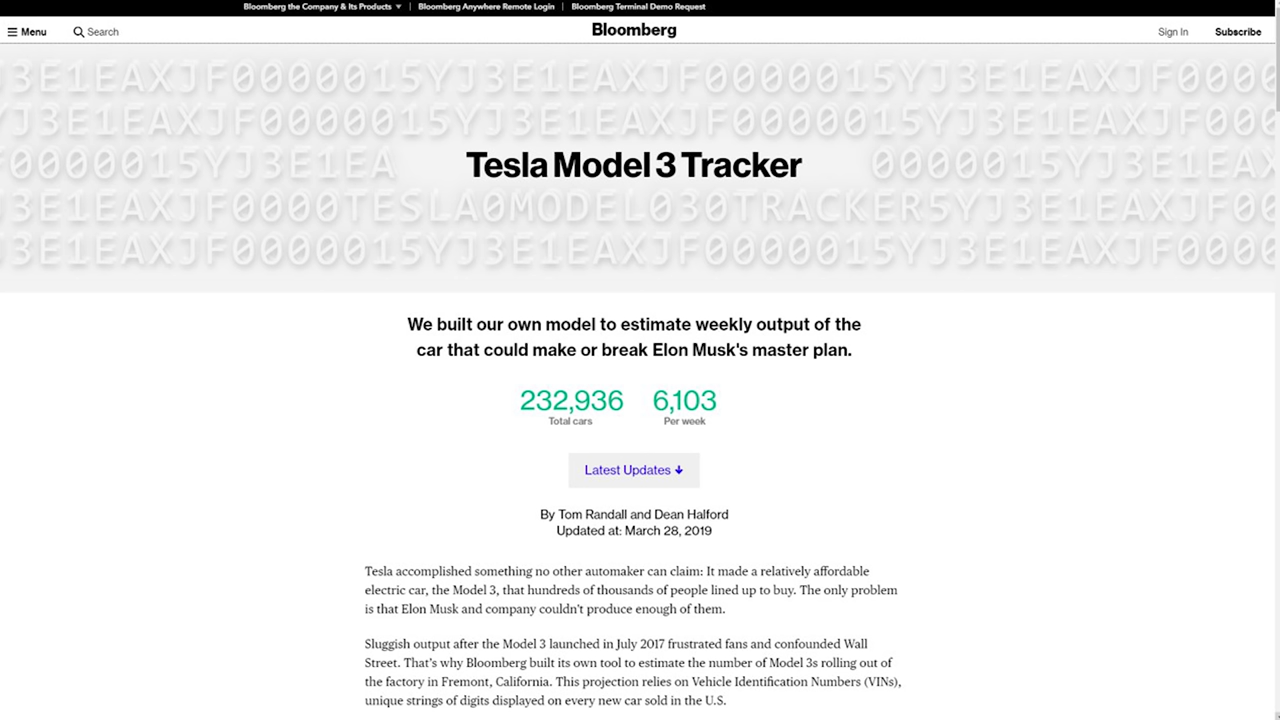 Bloomberg the Company & Its Products ▼ | Bloomberg Anywhere Remote Login | Bloomberg Terminal Demo Request
Menu Search Bloomberg Sign In Subscribe
J3E1EAXJF0000015YJ3E1EAXJF0000015YJ3E1EAXJF0000
YJ3E1EAXJF0000015YJ3E1EAXJF0000015YJ3E1EAXJF00
F0000015YJ3E1EA Tesla Model 3 Tracker 0000015YJ3E1EAX
J3E1EAXJF0000TESLA0MODEL030TRACKER5YJ3E1EAXJF00
J3E1EAXJF0000015YJ3E1EAXJF0000015YJ3E1EAXJF0000
We built our own model to estimate weekly output of the
car that could make or break Elon Musk's master plan.
232,936 6,103
Total cars Per week
Latest Updates ↓
By Tom Randall and Dean Halford
Updated at: March 28, 2019
Tesla accomplished something no other automaker can claim: It made a relatively affordable
electric car, the Model 3, that hundreds of thousands of people lined up to buy. The only problem
is that Elon Musk and company couldn't produce enough of them.
Sluggish output after the Model 3 launched in July 2017 frustrated fans and confounded Wall
Street. That's why Bloomberg built its own tool to estimate the number of Model 3s rolling out of
the factory in Fremont, California. This projection relies on Vehicle Identification Numbers (VINs),
unique strings of digits displayed on every new car sold in the U.S.